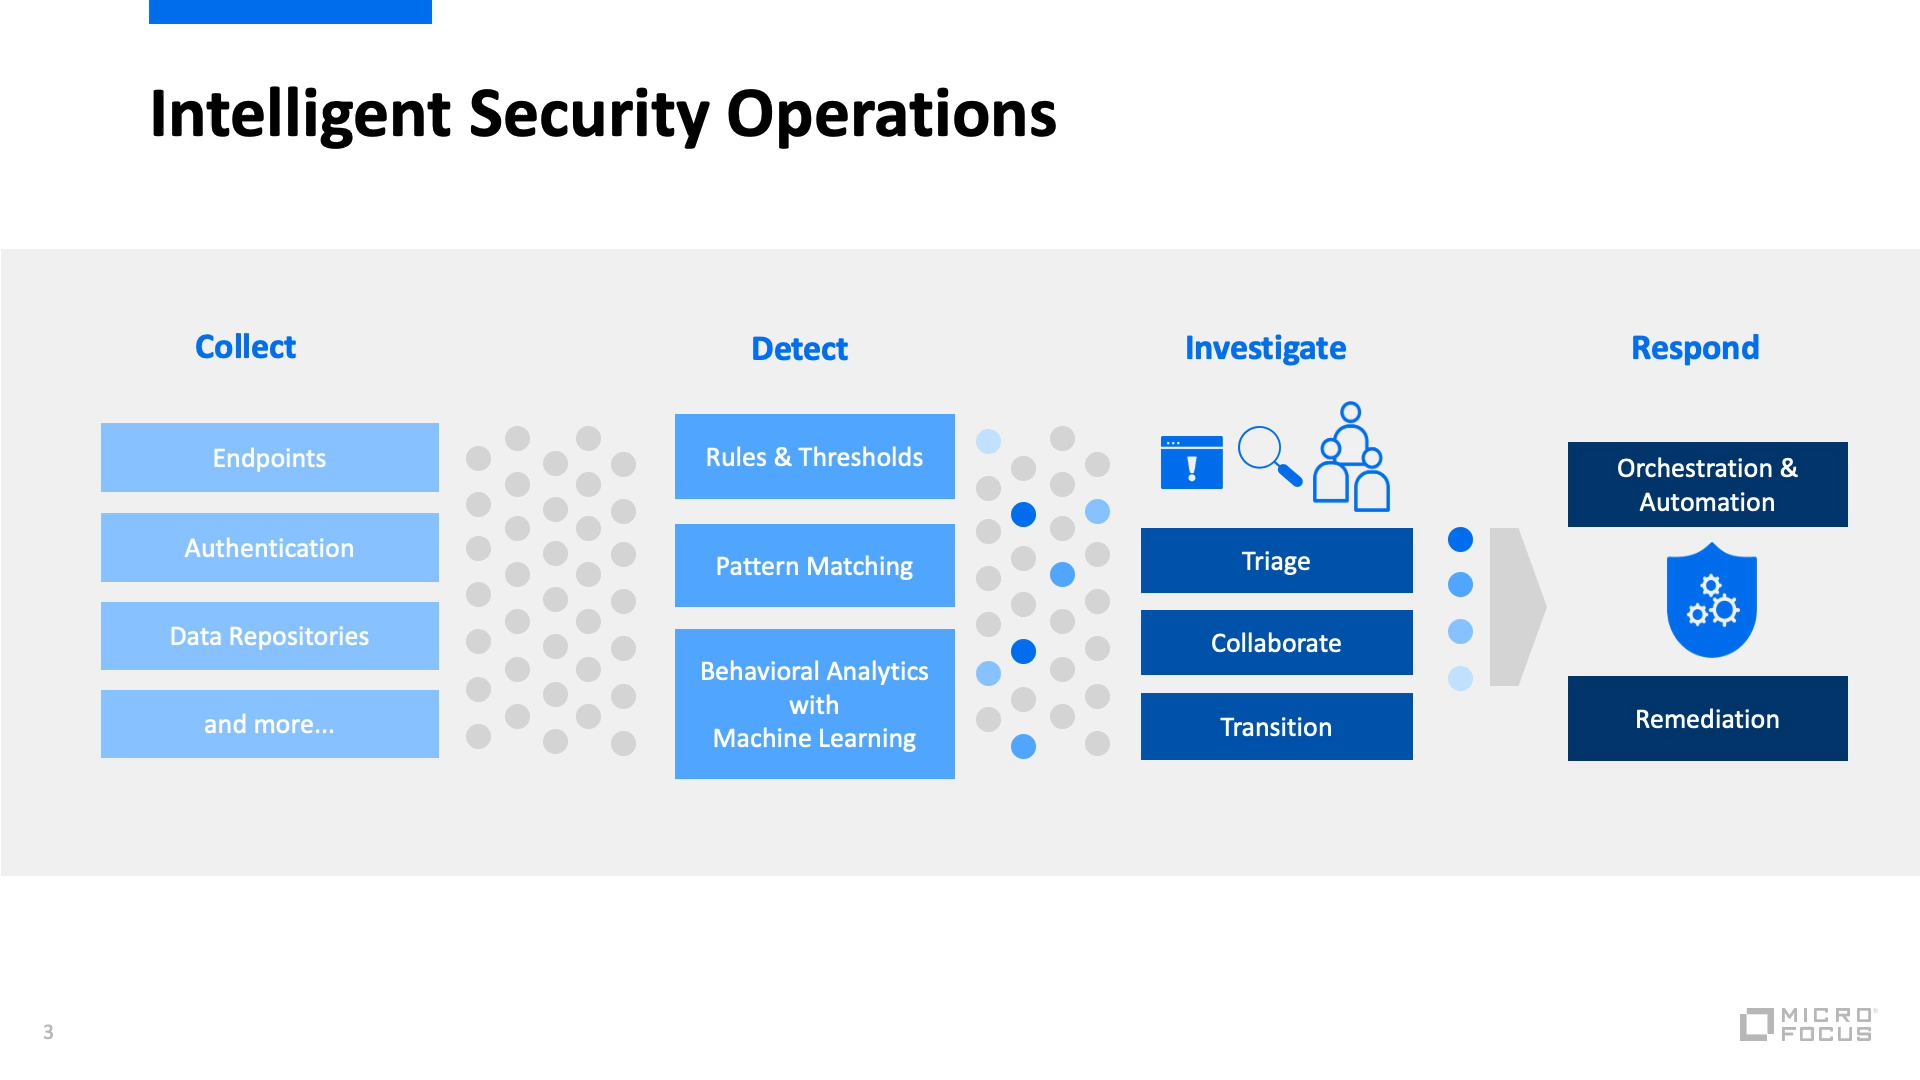 Intelligent Security Operations
Collect
Endpoints
Authentication
Data Repositories
and more...
Detect
Rules & Thresholds
Pattern Matching
Behavioral Analytics
with
Machine Learning
Investigate
!
Triage
Collaborate
Transition
Respond
Orchestration &
Automation
Remediation
3
MICRO
FOCUS